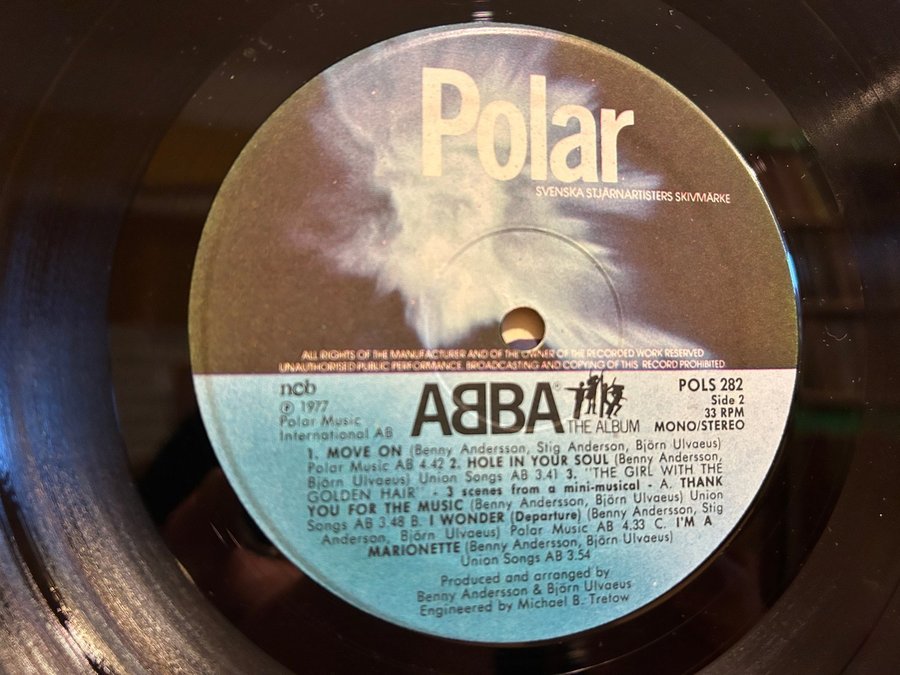 Polar
SVENSKA STJÄRNARTISTERS SKIVMÄRKE
ALL RIGHTS OF THE MANUFACTURER AND OF THE OWNER OF THE RECORDED WORK RESERVED
UNAUTHORISED PUBLIC PERFORMANCE, BROADCASTING AND COPYING OF THIS RECORD PROHIBITED
ncb
℗ 1977
Polar Music
International AB
ABBA
THE ALBUM
POLS 282
Side 2
33 RPM
MONO/STEREO
1. MOVE ON (Benny Andersson, Stig Anderson, Björn Ulvaeus)
Polar Music AB 4.42 2. HOLE IN YOUR SOUL (Benny Andersson,
Björn Ulvaeus) Union Songs AB 3.41 3. "THE GIRL WITH THE
GOLDEN HAIR" - 3 scenes from a mini-musical - A. THANK
YOU FOR THE MUSIC (Benny Andersson, Björn Ulvaeus) Union
Songs AB 3.48 B. I WONDER (Departure) (Benny Andersson, Stig
Anderson, Björn Ulvaeus) Polar Music AB 4.33 C. I'M A
MARIONETTE (Benny Andersson, Björn Ulvaeus)
Union Songs AB 3.54
Produced and arranged by
Benny Andersson & Björn Ulvaeus
Engineered by Michael B. Tretow